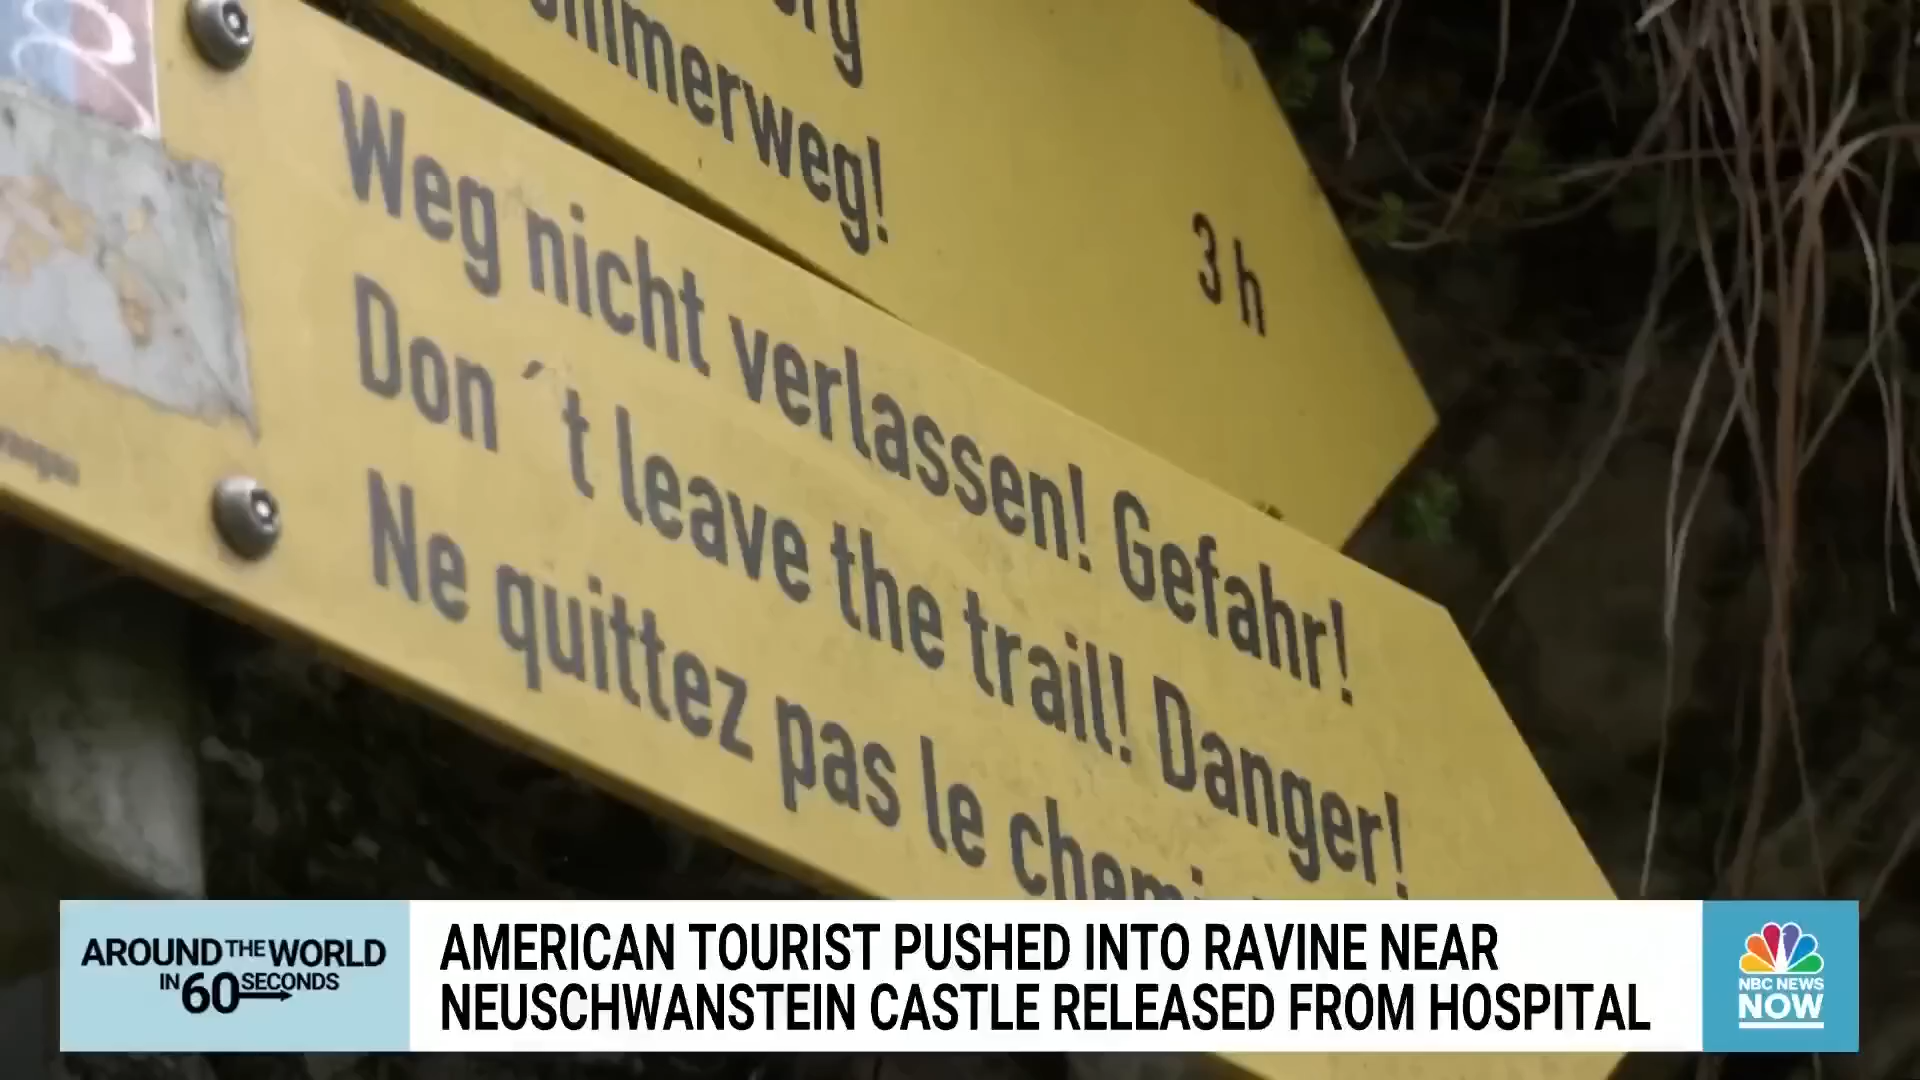 3 h
Weg nicht verlassen! Gefahr!
Don´t leave the trail! Danger!
Ne quittez pas le
AROUND THE WORLD
IN 60 SECONDS
AMERICAN TOURIST PUSHED INTO RAVINE NEAR
NEUSCHWANSTEIN CASTLE RELEASED FROM HOSPITAL
NBC NEWS
NOW